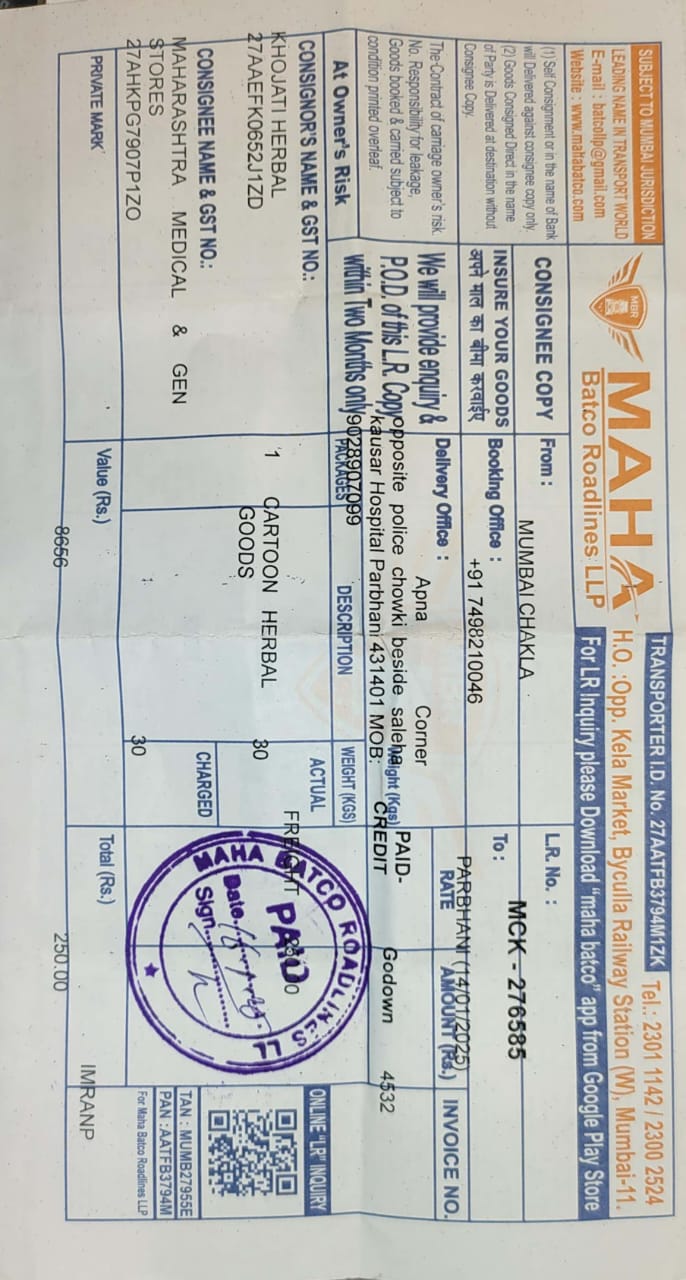 SUBJECT TO MUMBAI JURISDICTION
LEADING NAME IN TRANSPORT WORLD
E-mail : batcollp@gmail.com
Website : www.mahabatco.com
MBR
MAHA
Batco Roadlines LLP
TRANSPORTER I.D. No. 27AATFB3794M1ZK
Tel.: 2301 1142 / 2300 2524
H.O. :Opp. Kela Market, Byculla Railway Station (W), Mumbai-11.
For LR Inquiry please Download "maha batco" app from Google Play Store
(1) Self Consignment or in the name of Bank
will Delivered against consignee copy only.
(2) Goods Consigned Direct in the name
of Party is Delivered at destination without
Consignee Copy.
CONSIGNEE COPY
INSURE YOUR GOODS
अपने माल का बीमा करवाईए
From :
MUMBAI CHAKLA
Booking Office :
+91 7498210046
L.R. No. :
MCK - 276585
To :
PARBHANI (14/01/2025)
The Contract of carriage owner's risk.
No. Responsibility for leakage,
Goods booked & carried subject to
condition printed overleaf.
We will provide enquiry &
P.O.D. of this L.R. Copy
within Two Months only
Delivery Office :
Apna Corner
opposite police chowki beside saleha
kausar Hospital Parbhani 431401 MOB:
9028907099
Weight (Kgs)
PAID-
CREDIT
Godown
4532
RATE
AMOUNT (Rs.)
INVOICE NO.
At Owner's Risk
PACKAGES
DESCRIPTION
WEIGHT (KGS)
CONSIGNOR'S NAME & GST NO.:
KHOJATI HERBAL
27AAEFK0652J1ZD
1 CARTOON HERBAL
GOODS
ACTUAL
30
CHARGED
30
FREIGHT
CONSIGNEE NAME & GST NO.:
MAHARASHTRA MEDICAL & GEN
STORES
27AHKPG7907P1ZO
MAHA BATCO ROADLINES LL
PAID
Date.
Sign.
ONLINE "LR" INQUIRY
TAN : MUMB27955E
PAN : AATFB3794M
For Maha Batco Roadlines LLP
PRIVATE MARK
Value (Rs.)
8656
Total (Rs.)
250.00
IMRANP